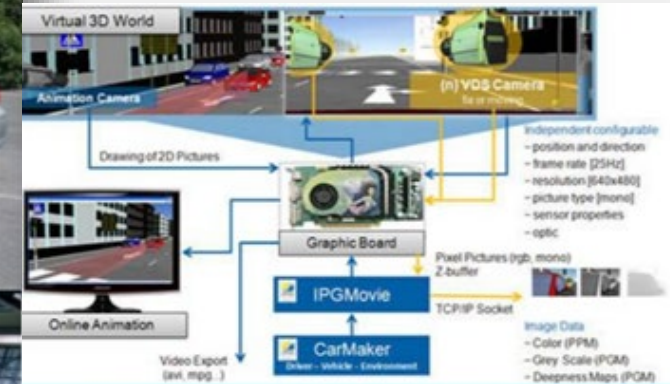 Virtual 3D World
Animation Camera
(n) VDS Camera
fix or moving
Drawing of 2D Pictures
Independent configurable
- position and direction
- frame rate [25Hz]
- resolution [640x480]
- picture type [mono]
- sensor properties
- optic
Graphic Board
Pixel Pictures (rgb, mono)
Z-buffer
IPGMovie
TCP/IP Socket
Online Animation
CarMaker
Driver - Vehicle - Environment
Video Export
(avi, mpg...)
Image Data
- Color (PPM)
- Grey Scale (PGM)
- Deepness Maps (PGM)